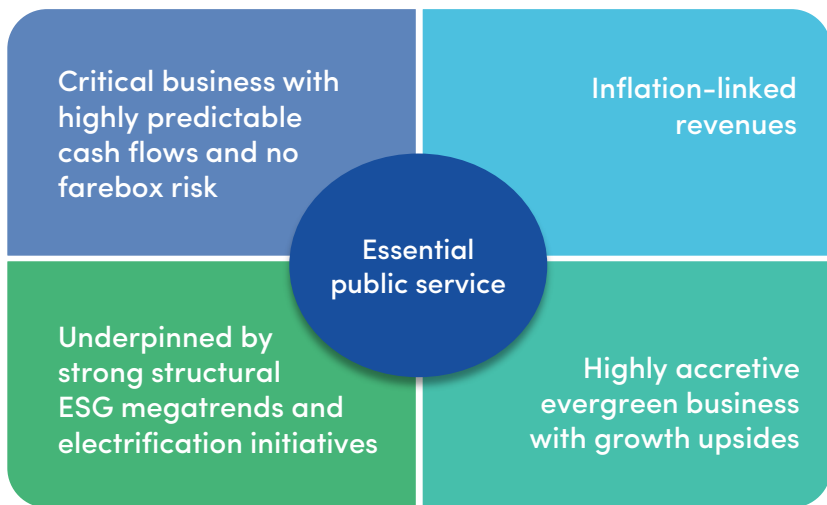 Critical business with
highly predictable
cash flows and no
farebox risk
Inflation-linked
revenues
Essential
public service
Underpinned by
strong structural
ESG megatrends and
electrification initiatives
Highly accretive
evergreen business
with growth upsides